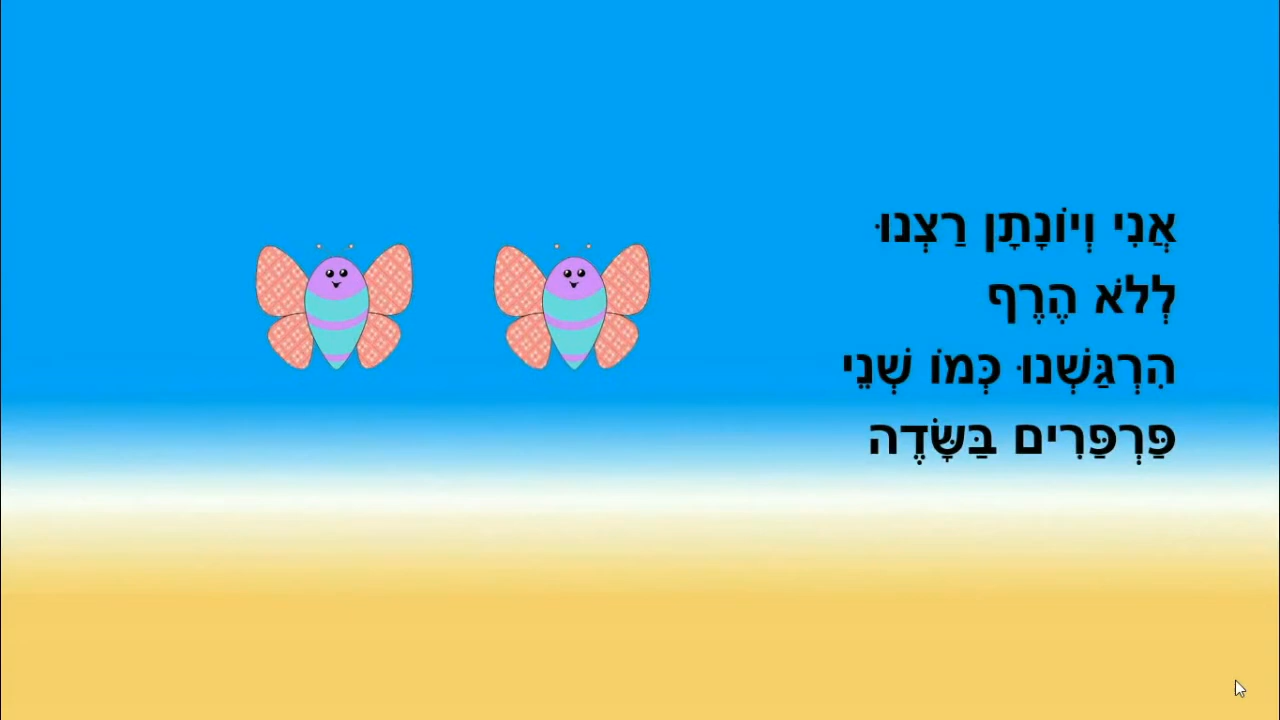 אֲנִי וְיוֹנָתָן רַצְנוּ
לְלֹא הֶרֶף
הִרְגַּשְׁנוּ כְּמוֹ שְׁנֵי
פַּרְפַּרִים בַּשָּׂדֶה